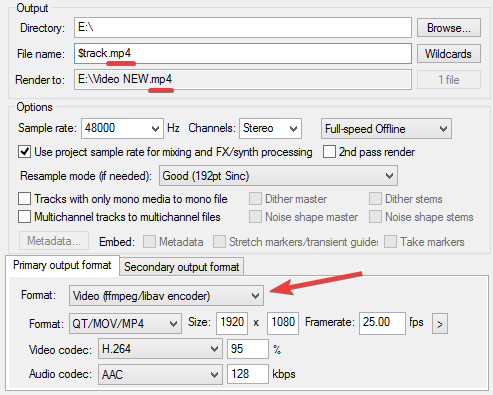 Output
Directory: E:\ Browse...
File name: $track.mp4 Wildcards
Render to: E:\Video NEW.mp4 1 file
Options
Sample rate: 48000 Hz Channels: Stereo Full-speed Offline
Use project sample rate for mixing and FX/synth processing 2nd pass render
Resample mode (if needed): Good (192pt Sinc)
Tracks with only mono media to mono file Dither master Dither stems
Multichannel tracks to multichannel files Noise shape master Noise shape stems
Metadata... Embed: Metadata Stretch markers/transient guides Take markers
Primary output format Secondary output format
Format: Video (ffmpeg/libav encoder)
Format: QT/MOV/MP4 Size: 1920 x 1080 Framerate: 25.00 fps >
Video codec: H.264 95 %
Audio codec: AAC 128 kbps